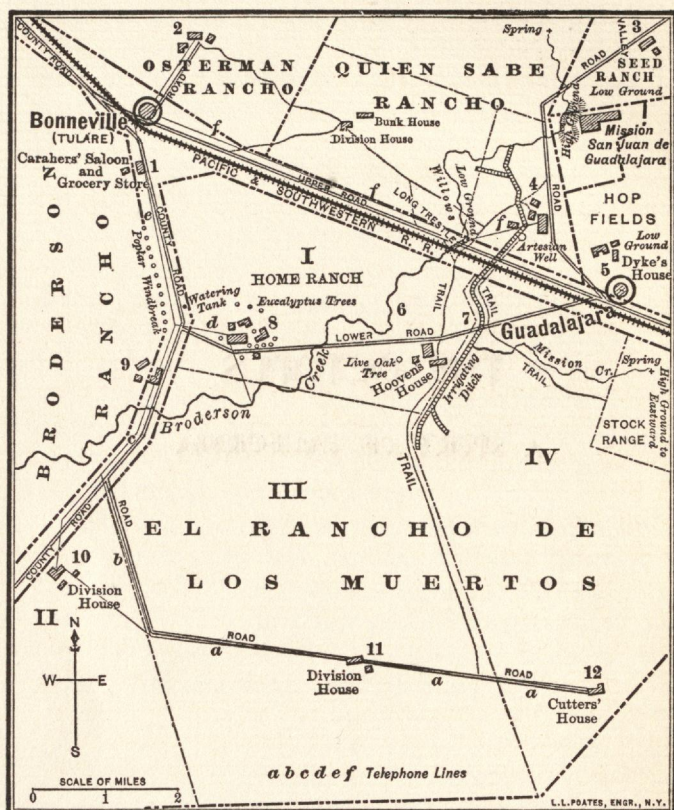 COUNTY ROAD
2
OSTERMAN
RANCHO
ROAD
QUIEN SABE
RANCHO
Spring
VALLEY
ROAD
3
SEED
RANCH
Low Ground
High Ground
Mission
San Juan de
Guadalajara
Bonneville
(TULARE)
f
Bunk House
Division House
Carahers' Saloon
and
Grocery Store
1
PACIFIC & SOUTHWESTERN R. R.
UPPER ROAD
f
LONG TRESTLE
Willows
Low Ground
4
f
ROAD
Artesian
Well
HOP
FIELDS
Low
Ground
5
Dyke's
House
BRODERSON
RANCHO
e
COUNTY
ROAD
Poplar Windbreak
I
HOME RANCH
Watering
Tank
Eucalyptus Trees
d
8
6
TRAIL
TRAIL
7
Guadalajara
LOWER ROAD
Live Oak
Tree
Hoovens'
House
Irrigating
Ditch
Mission Cr.
TRAIL
Spring
High Ground to
Eastward
STOCK
RANGE
9
Broderson
Creek
c
TRAIL
IV
III
COUNTY ROAD
ROAD
b
EL RANCHO DE
LOS MUERTOS
10
Division
House
II
N
W
E
S
ROAD
a
11
Division
House
a
ROAD
a
12
Cutters'
House
a b c d e f Telephone Lines
SCALE OF MILES
0 1 2
L.L.POATES, ENGR., N.Y.